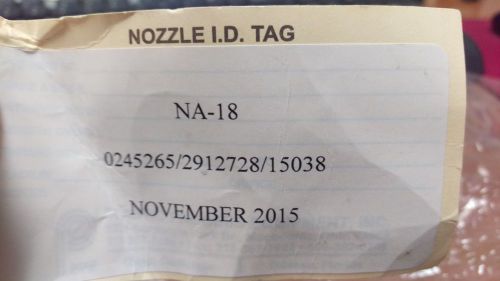 NOZZLE I.D. TAG
NA-18
0245265/2912728/15038
NOVEMBER 2015